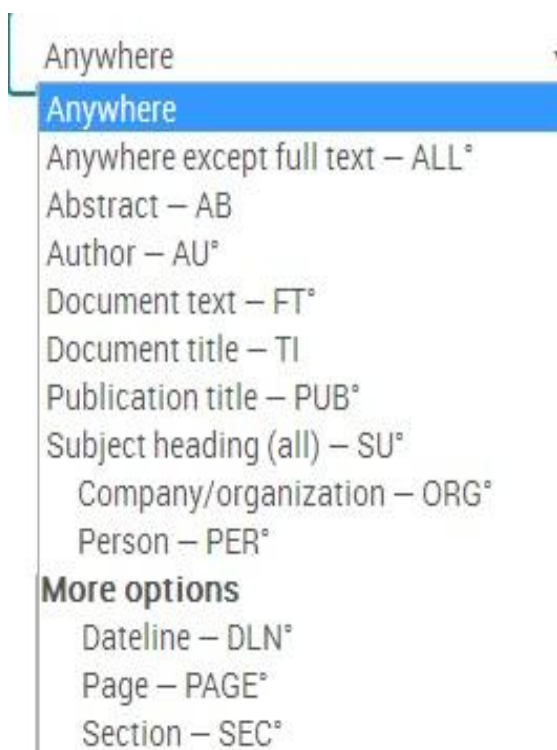 Anywhere
Anywhere
Anywhere except full text – ALL°
Abstract – AB
Author – AU°
Document text – FT°
Document title – TI
Publication title – PUB°
Subject heading (all) – SU°
Company/organization – ORG°
Person – PER°
More options
Dateline – DLN°
Page – PAGE°
Section – SEC°